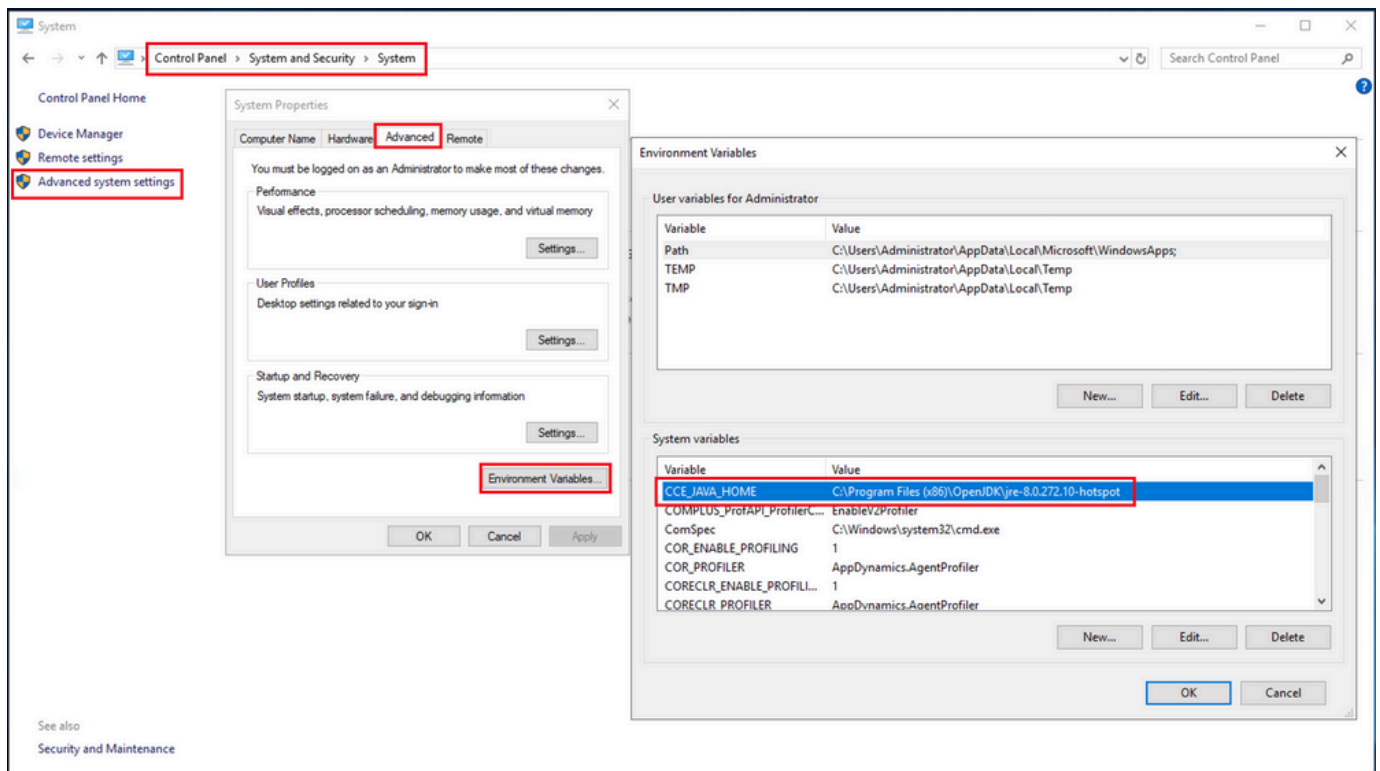 System
Control Panel > System and Security > System
Search Control Panel
Control Panel Home
Device Manager
Remote settings
Advanced system settings
See also
Security and Maintenance
System Properties
Computer Name Hardware Advanced Remote
You must be logged on as an Administrator to make most of these changes.
Performance
Visual effects, processor scheduling, memory usage, and virtual memory
Settings...
User Profiles
Desktop settings related to your sign-in
Settings...
Startup and Recovery
System startup, system failure, and debugging information
Settings...
Environment Variables...
OK Cancel Apply
Environment Variables
User variables for Administrator
Variable Value
Path C:\Users\Administrator\AppData\Local\Microsoft\WindowsApps;
TEMP C:\Users\Administrator\AppData\Local\Temp
TMP C:\Users\Administrator\AppData\Local\Temp
New... Edit... Delete
System variables
Variable Value
CCE_JAVA_HOME C:\Program Files (x86)\OpenJDK\jre-8.0.272.10-hotspot
COMPLUS_ProfAPI_ProfilerC... EnableV2Profiler
ComSpec C:\Windows\system32\cmd.exe
COR_ENABLE_PROFILING 1
COR_PROFILER AppDynamics.AgentProfiler
CORECLR_ENABLE_PROFILI... 1
CORECLR_PROFILER AppDynamics.AgentProfiler
New... Edit... Delete
OK Cancel